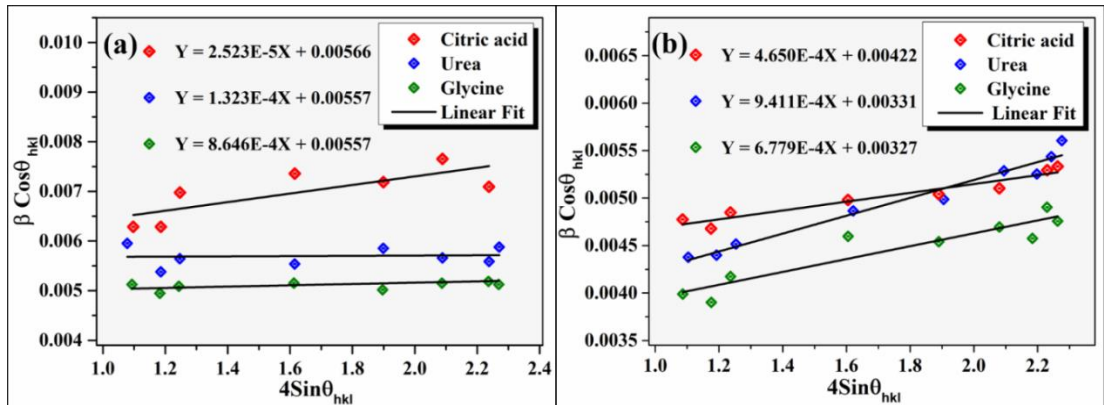 (a)
Y = 2.523E-5X + 0.00566
Y = 1.323E-4X + 0.00557
Y = 8.646E-4X + 0.00557
Citric acid
Urea
Glycine
Linear Fit
0.010
0.009
0.008
0.007
0.006
0.005
0.004
β Cosθhkl
1.0 1.2 1.4 1.6 1.8 2.0 2.2 2.4
4Sinθhkl
(b)
Y = 4.650E-4X + 0.00422
Y = 9.411E-4X + 0.00331
Y = 6.779E-4X + 0.00327
Citric acid
Urea
Glycine
Linear Fit
0.0065
0.0060
0.0055
0.0050
0.0045
0.0040
0.0035
β Cosθhkl
1.0 1.2 1.4 1.6 1.8 2.0 2.2
4Sinθhkl